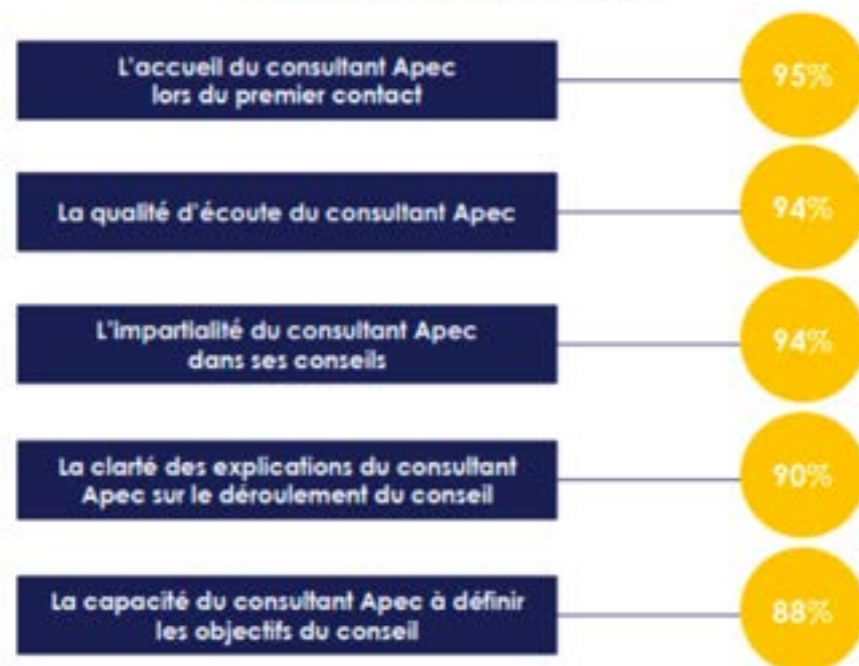 L'accueil du consultant Apec
lors du premier contact
95%
La qualité d'écoute du consultant Apec
94%
L'impartialité du consultant Apec
dans ses conseils
94%
La clarté des explications du consultant
Apec sur le déroulement du conseil
90%
La capacité du consultant Apec à définir
les objectifs du conseil
88%